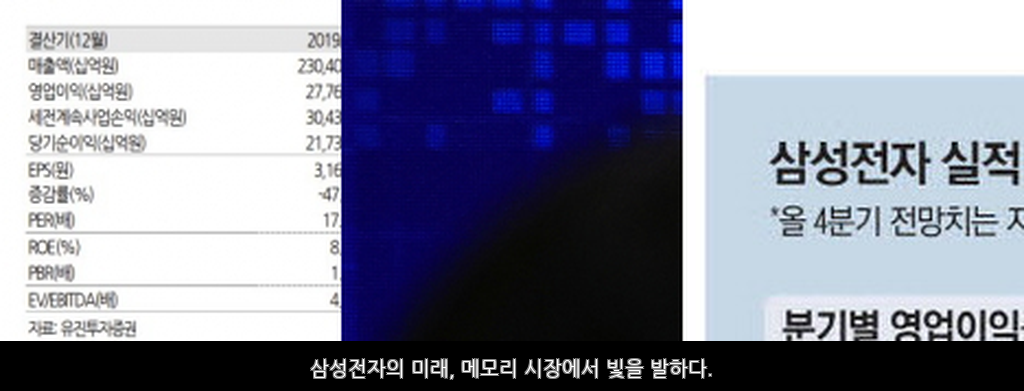 결산기(12월) 2019
매출액(십억원) 230,40
영업이익(십억원) 27,76
세전계속사업손익(십억원) 30,43
당기순이익(십억원) 21,73
EPS(원) 3,16
증감률(%) -47.
PER(배) 17.
ROE(%) 8.
PBR(배) 1.
EV/EBITDA(배) 4.
자료: 유진투자증권
삼성전자 실적
*올 4분기 전망치는
분기별 영업이익
삼성전자의 미래, 메모리 시장에서 빛을 발하다.